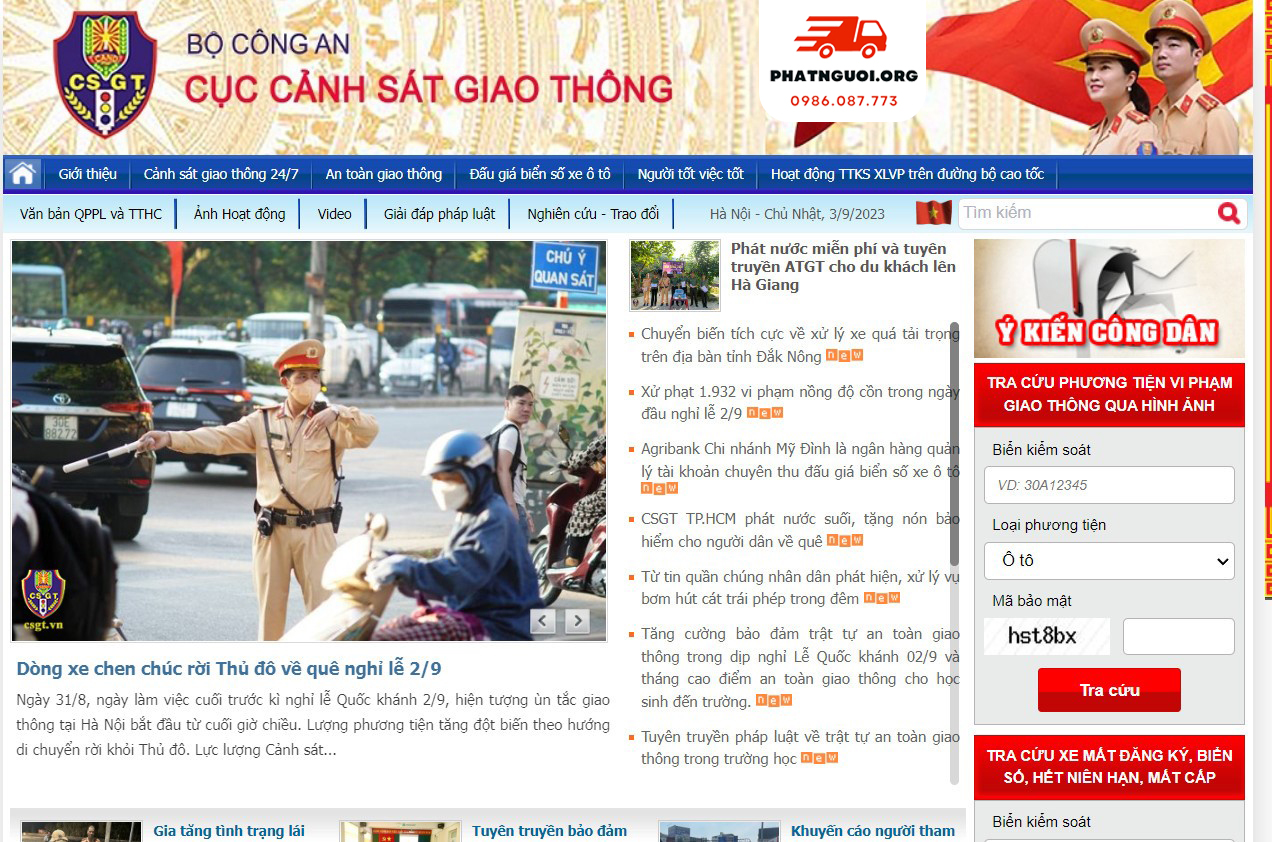 BỘ CÔNG AN
CỤC CẢNH SÁT GIAO THÔNG
CAND
CSGT
PHATNGUOI.ORG
0986.087.773
Giới thiệu
Cảnh sát giao thông 24/7
An toàn giao thông
Đấu giá biển số xe ô tô
Người tốt việc tốt
Hoạt động TTKS XLVP trên đường bộ cao tốc
Văn bản QPPL và TTHC
Ảnh Hoạt động
Video
Giải đáp pháp luật
Nghiên cứu - Trao đổi
Hà Nội - Chủ Nhật, 3/9/2023
Tìm kiếm
CHÚ Ý
QUAN SÁT
30E
88272
CSGT
csgt.vn
Dòng xe chen chúc rời Thủ đô về quê nghỉ lễ 2/9
Ngày 31/8, ngày làm việc cuối trước kì nghỉ lễ Quốc khánh 2/9, hiện tượng ùn tắc giao
thông tại Hà Nội bắt đầu từ cuối giờ chiều. Lượng phương tiện tăng đột biến theo hướng
di chuyển rời khỏi Thủ đô. Lực lượng Cảnh sát...
Phát nước miễn phí và tuyên
truyền ATGT cho du khách lên
Hà Giang
Chuyển biến tích cực về xử lý xe quá tải trọng
trên địa bàn tỉnh Đắk Nông new
Xử phạt 1.932 vi phạm nồng độ cồn trong ngày
đầu nghỉ lễ 2/9 new
Agribank Chi nhánh Mỹ Đình là ngân hàng quản
lý tài khoản chuyên thu đấu giá biển số xe ô tô
new
CSGT TP.HCM phát nước suối, tặng nón bảo
hiểm cho người dân về quê new
Từ tin quần chúng nhân dân phát hiện, xử lý vụ
bơm hút cát trái phép trong đêm new
Tăng cường bảo đảm trật tự an toàn giao
thông trong dịp nghỉ Lễ Quốc khánh 02/9 và
tháng cao điểm an toàn giao thông cho học
sinh đến trường. new
Tuyên truyền pháp luật về trật tự an toàn giao
thông trong trường học new
Ý KIẾN CÔNG DÂN
TRA CỨU PHƯƠNG TIỆN VI PHẠM
GIAO THÔNG QUA HÌNH ẢNH
Biển kiểm soát
VD: 30A12345
Loại phương tiện
Ô tô
Mã bảo mật
hst8bx
Tra cứu
TRA CỨU XE MẤT ĐĂNG KÝ, BIỂN
SỐ, HẾT NIÊN HẠN, MẤT CẮP
Biển kiểm soát
Gia tăng tình trạng lái
Tuyên truyền bảo đảm
Khuyến cáo người tham